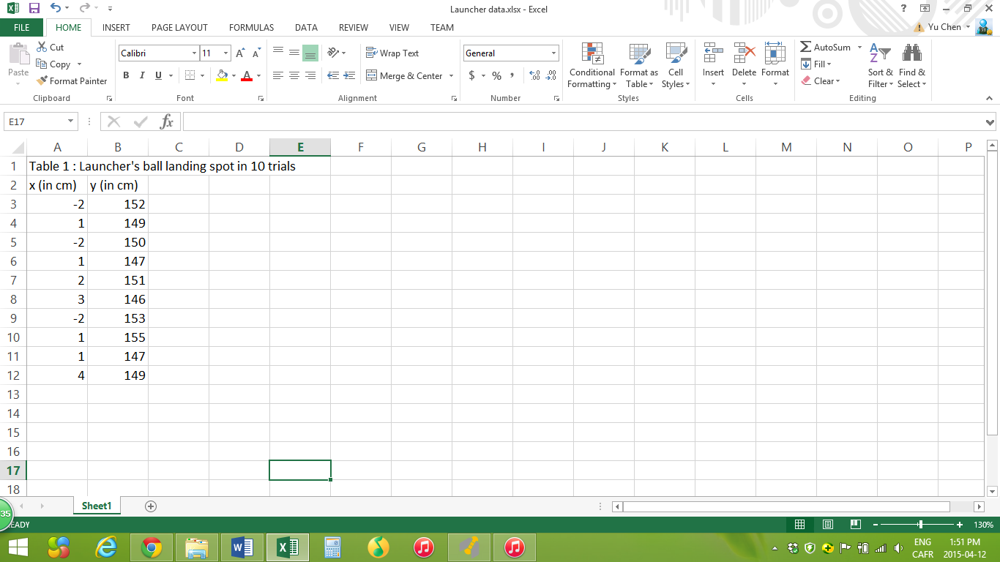 Launcher data.xlsx - Excel
?
FILE HOME INSERT PAGE LAYOUT FORMULAS DATA REVIEW VIEW TEAM Yu Chen
Paste
Cut
Copy
Format Painter
Calibri 11
B I U
Wrap Text
Merge & Center
General
$ % ,
Conditional Formatting
Format as Table
Cell Styles
Insert
Delete
Format
AutoSum
Fill
Clear
Sort & Filter
Find & Select
Clipboard Font Alignment Number Styles Cells Editing
E17 fx
A B C D E F G H I J K L M N O P
1 Table 1 : Launcher's ball landing spot in 10 trials
2 x (in cm) y (in cm)
3 -2 152
4 1 149
5 -2 150
6 1 147
7 2 151
8 3 146
9 -2 153
10 1 155
11 1 147
12 4 149
13
14
15
16
17
18
Sheet1
35
EADY 130%
ENG 1:51 PM
CAFR 2015-04-12